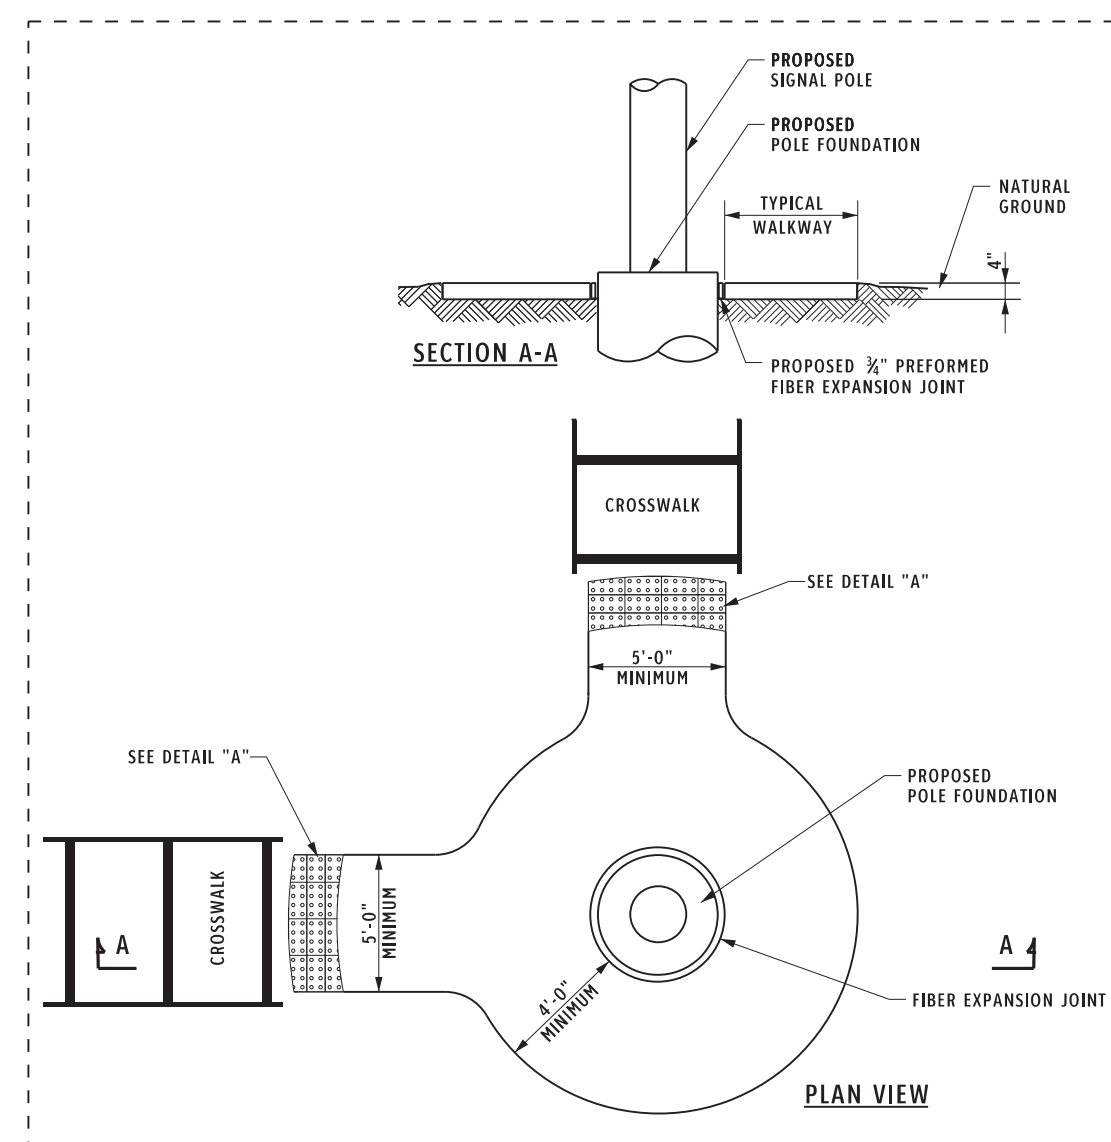 PROPOSED
SIGNAL POLE
PROPOSED
POLE FOUNDATION
TYPICAL
WALKWAY
NATURAL
GROUND
4"
SECTION A-A
PROPOSED ¾" PREFORMED
FIBER EXPANSION JOINT
CROSSWALK
SEE DETAIL "A"
5'-0"
MINIMUM
SEE DETAIL "A"
PROPOSED
POLE FOUNDATION
CROSSWALK
5'-0"
MINIMUM
A
A
4'-0"
MINIMUM
FIBER EXPANSION JOINT
PLAN VIEW